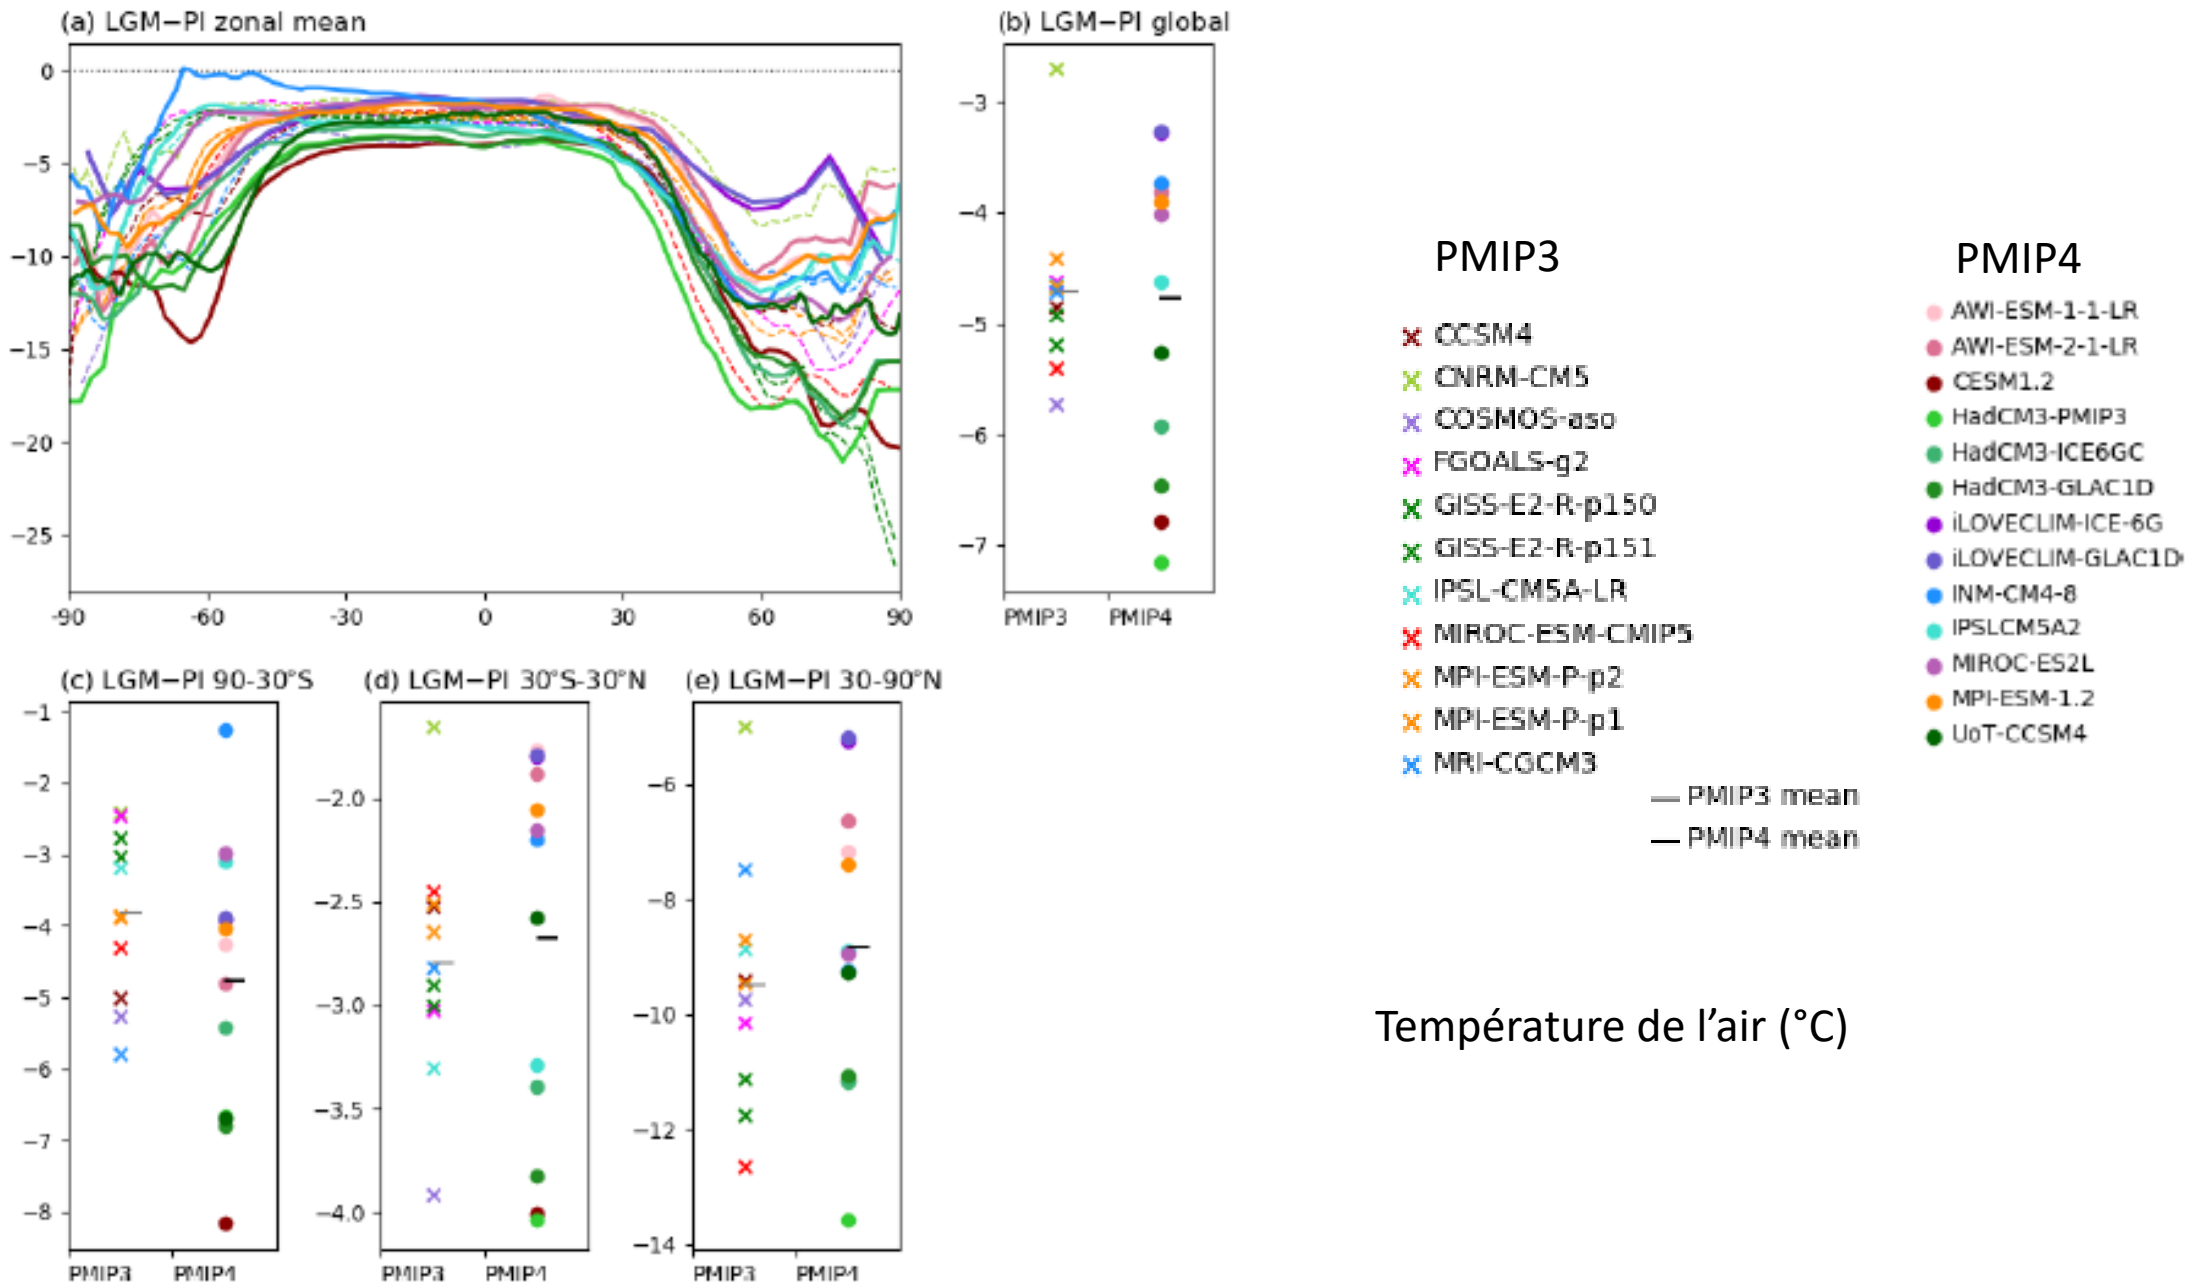 (a) LGM−PI zonal mean
0
−5
−10
−15
−20
−25
-90
-60
-30
0
30
60
90
(b) LGM−PI global
−3
−4
−5
−6
−7
PMIP3
PMIP4
(c) LGM−PI 90-30°S
−1
−2
−3
−4
−5
−6
−7
−8
PMIP3
PMIP4
(d) LGM−PI 30°S-30°N
−2.0
−2.5
−3.0
−3.5
−4.0
PMIP3
PMIP4
(e) LGM−PI 30-90°N
−6
−8
−10
−12
−14
PMIP3
PMIP4
PMIP3
CCSM4
CNRM-CM5
COSMOS-aso
FGOALS-g2
GISS-E2-R-p150
GISS-E2-R-p151
IPSL-CM5A-LR
MIROC-ESM-CMIP5
MPI-ESM-P-p2
MPI-ESM-P-p1
MRI-CGCM3
PMIP4
AWI-ESM-1-1-LR
AWI-ESM-2-1-LR
CESM1.2
HadCM3-PMIP3
HadCM3-ICE6GC
HadCM3-GLAC1D
iLOVECLIM-ICE-6G
iLOVECLIM-GLAC1D
INM-CM4-8
IPSLCM5A2
MIROC-ES2L
MPI-ESM-1.2
UoT-CCSM4
PMIP3 mean
PMIP4 mean
Température de l’air (°C)